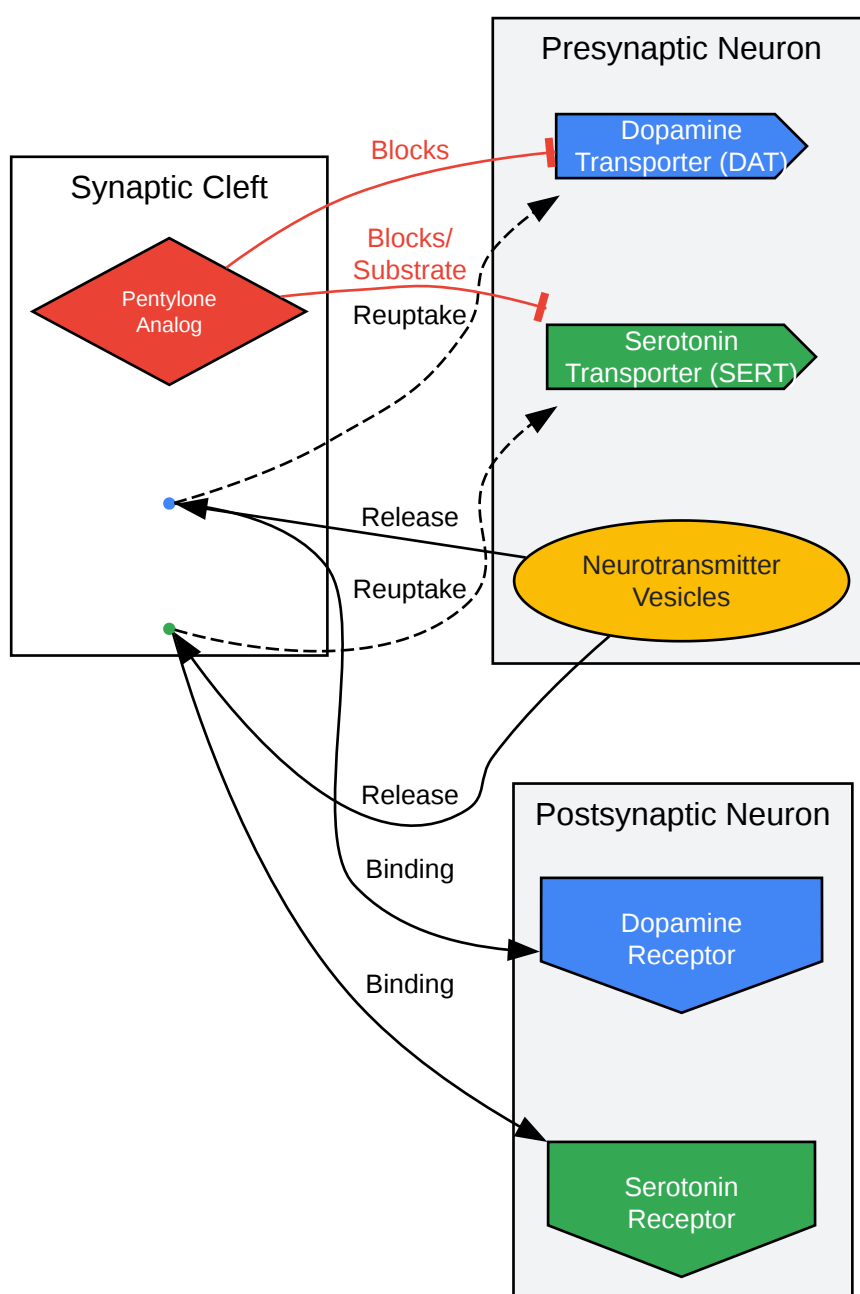 Presynaptic Neuron
Dopamine
Transporter (DAT)
Blocks
Synaptic Cleft
Blocks/
Substrate
Pentylone
Analog
Reuptake
Serotonin
Transporter (SERT)
Release
Neurotransmitter
Vesicles
Reuptake
Release
Postsynaptic Neuron
Binding
Dopamine
Receptor
Binding
Serotonin
Receptor